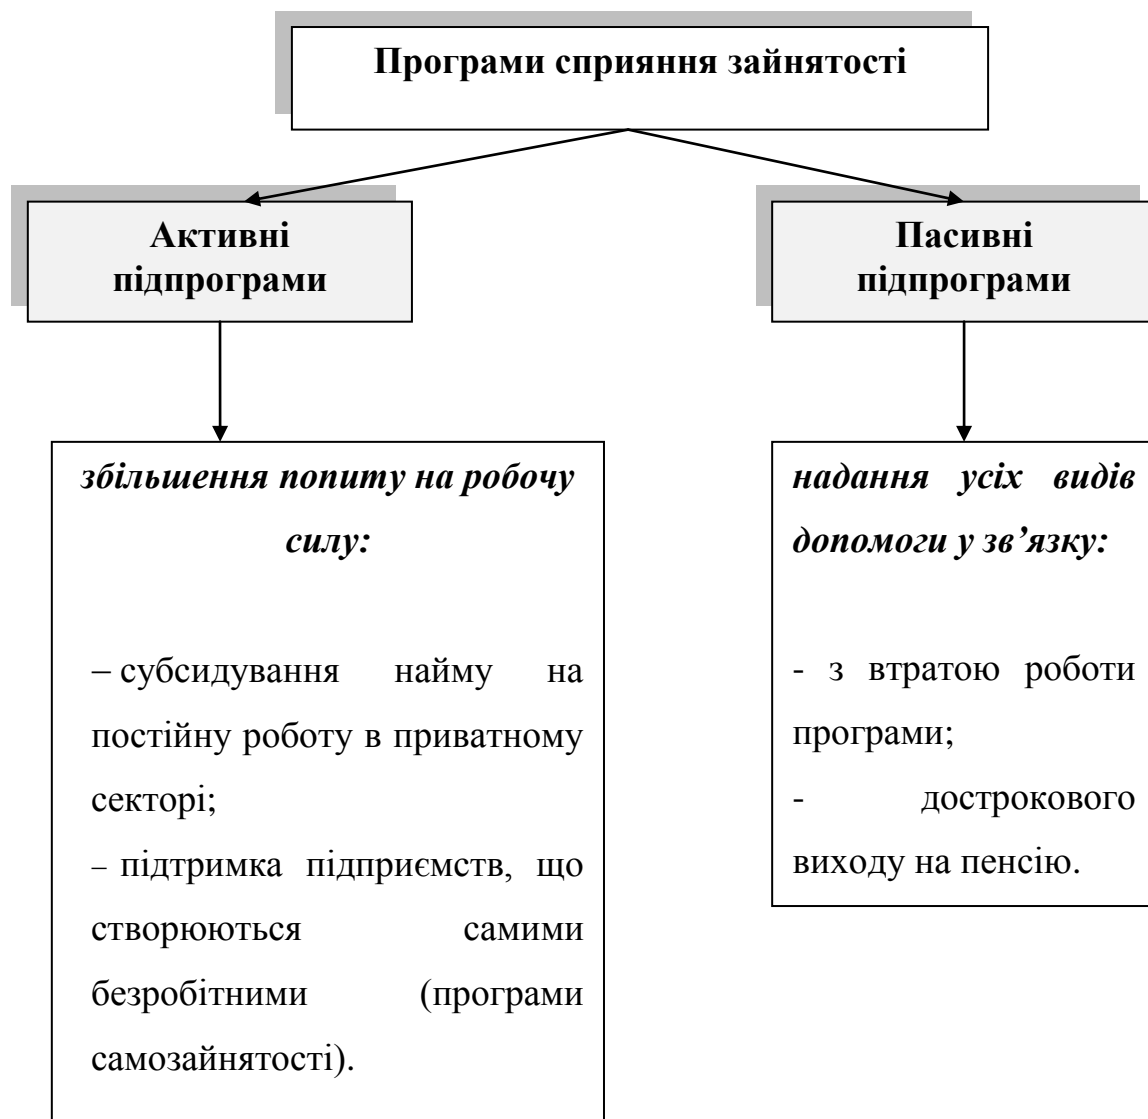 Програми сприяння зайнятості
Активні
підпрограми
Пасивні
підпрограми
збільшення попиту на робочу
силу:
– субсидування найму на
постійну роботу в приватному
секторі;
– підтримка підприємств, що
створюються самими
безробітними (програми
самозайнятості).
надання усіх видів
допомоги у зв’язку:
- з втратою роботи
програми;
- дострокового
виходу на пенсію.